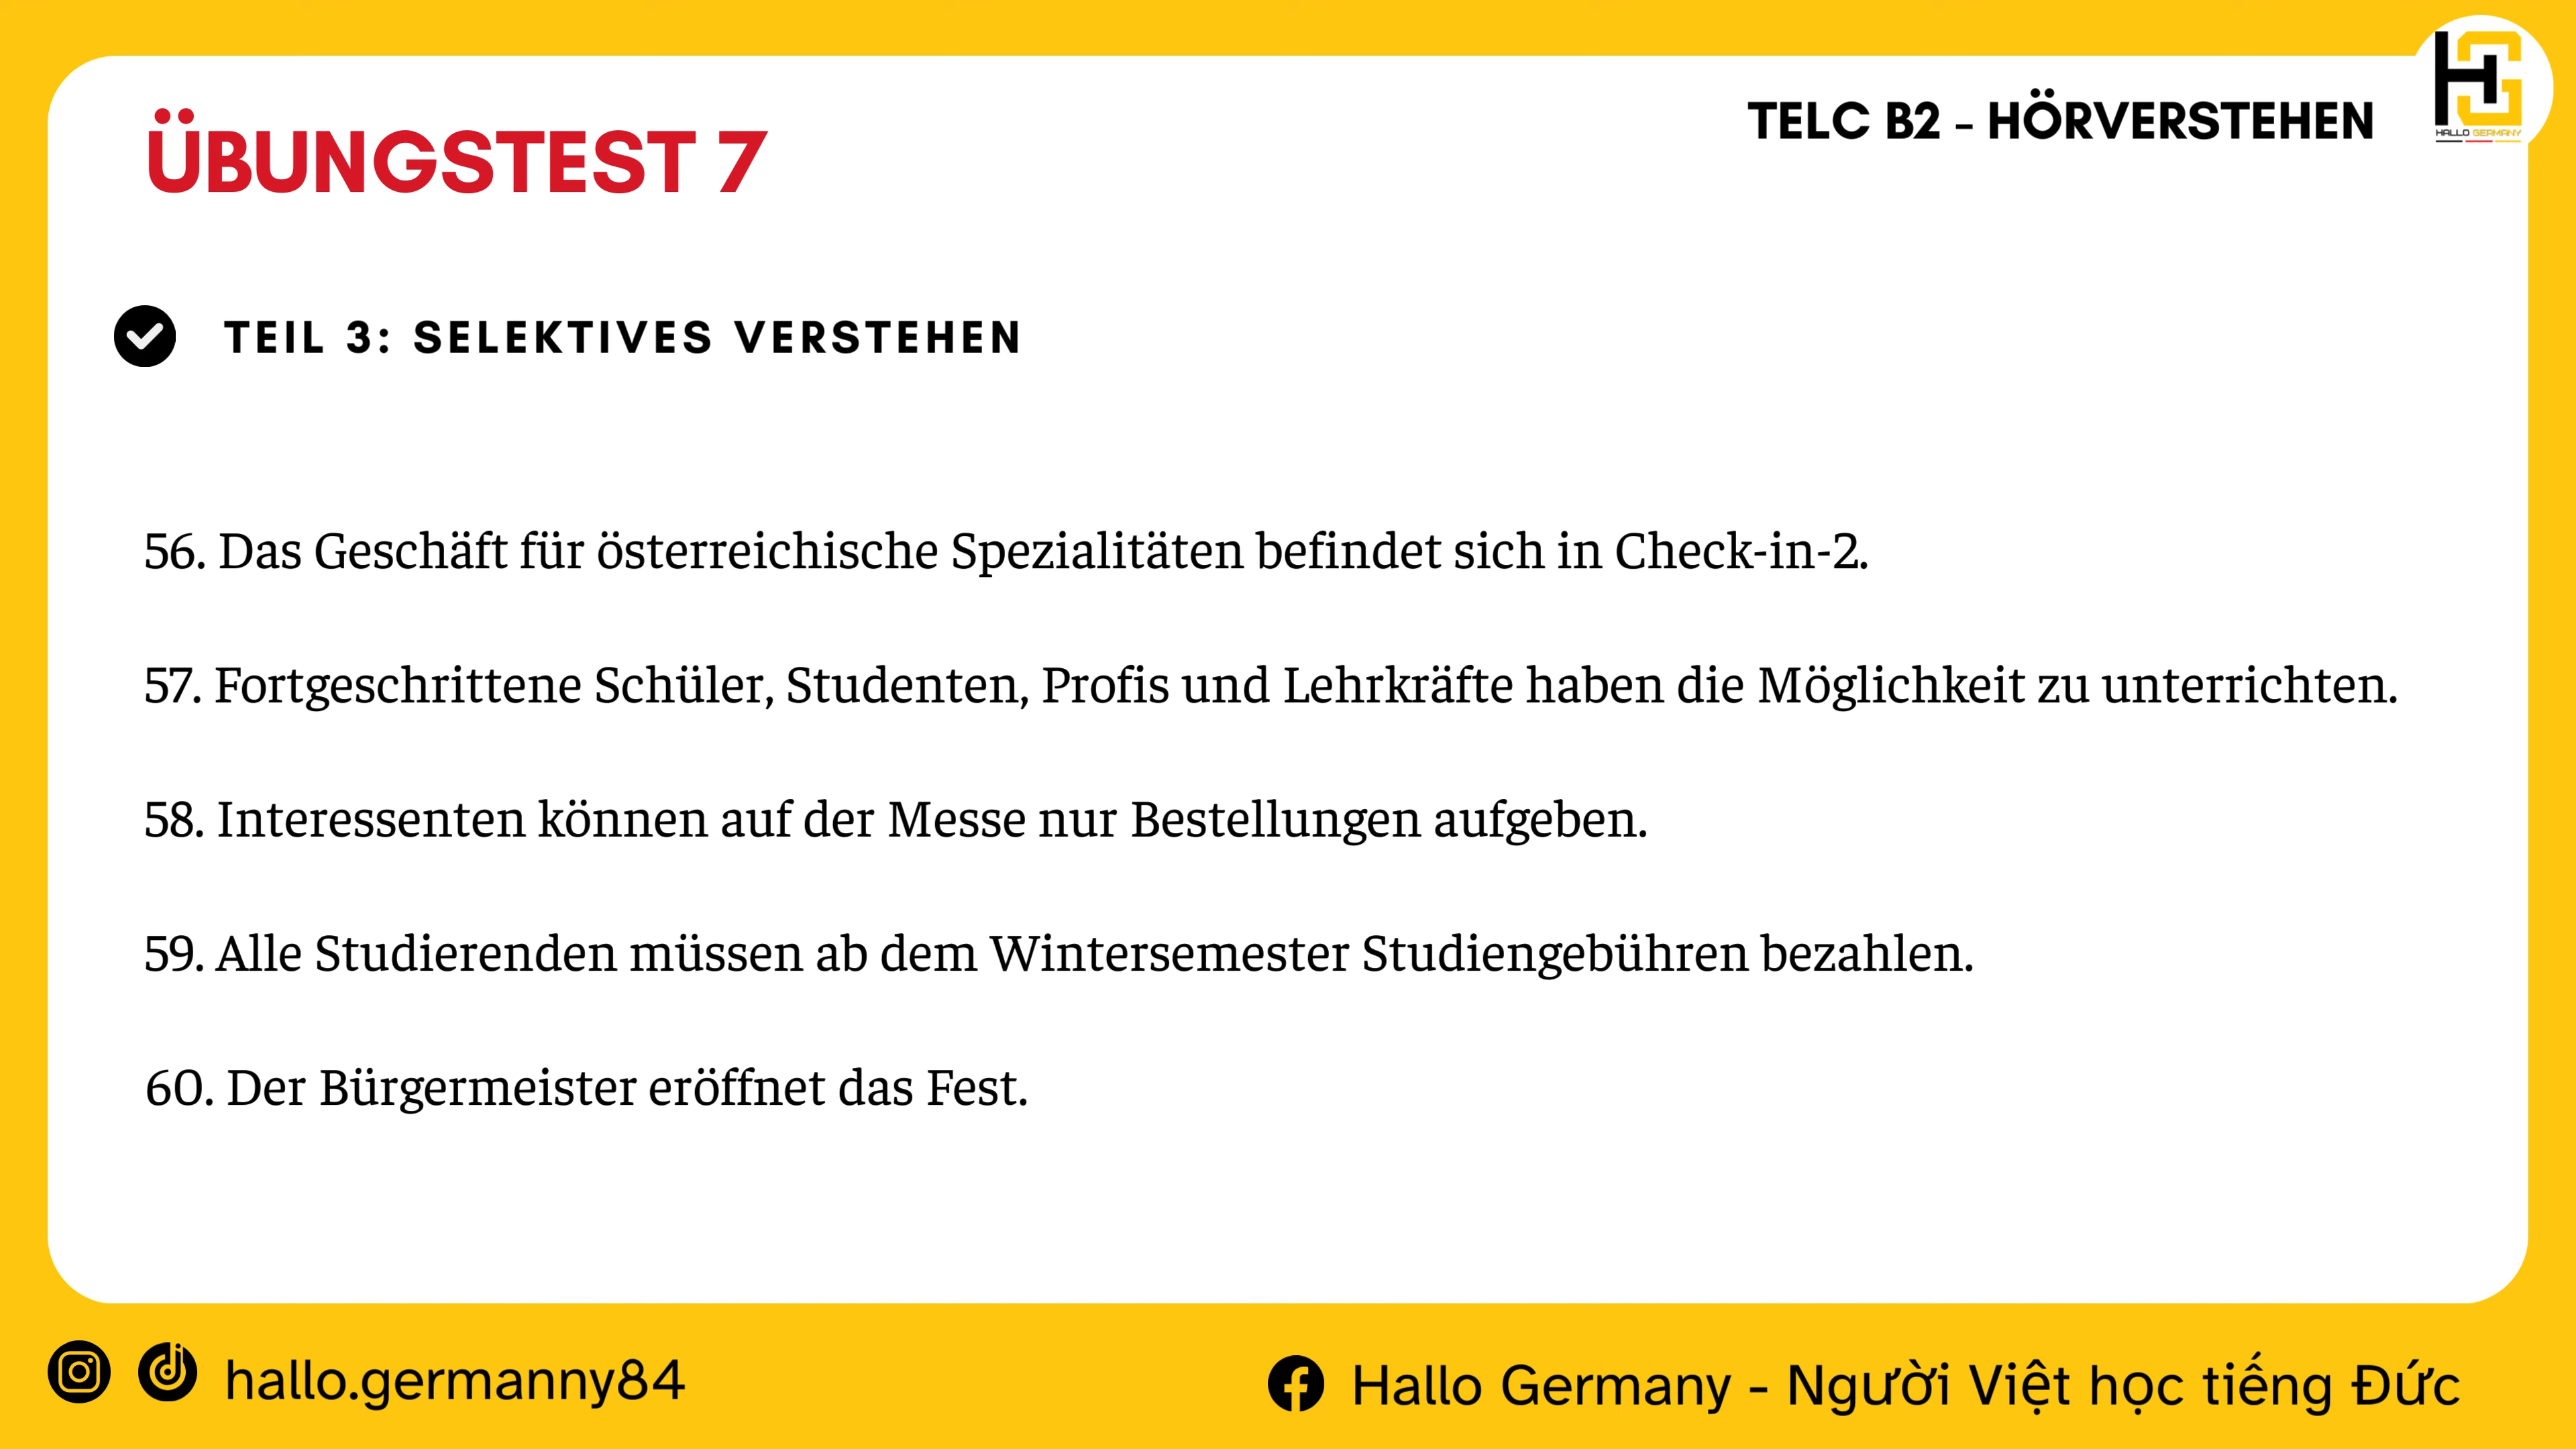 ÜBUNGSTEST 7
TELC B2 – HÖRVERSTEHEN
HALLO GERMANY
TEIL 3: SELEKTIVES VERSTEHEN
56. Das Geschäft für österreichische Spezialitäten befindet sich in Check-in-2.
57. Fortgeschrittene Schüler, Studenten, Profis und Lehrkräfte haben die Möglichkeit zu unterrichten.
58. Interessenten können auf der Messe nur Bestellungen aufgeben.
59. Alle Studierenden müssen ab dem Wintersemester Studiengebühren bezahlen.
60. Der Bürgermeister eröffnet das Fest.
hallo.germanny84
Hallo Germany - Người Việt học tiếng Đức